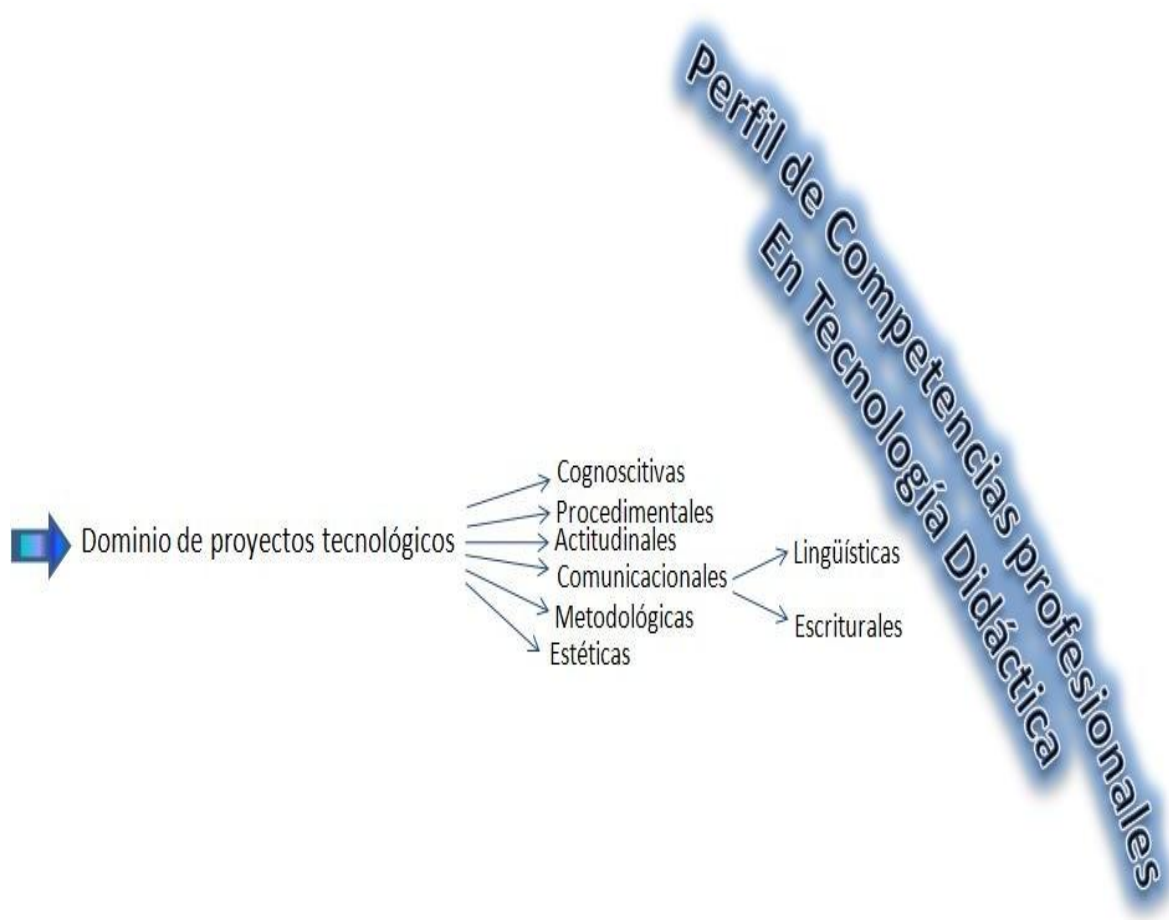 Perfil de Competencias profesionales
En Tecnología Didáctica
Dominio de proyectos tecnológicos
Cognoscitivas
Procedimentales
Actitudinales
Comunicacionales
Metodológicas
Estéticas
Lingüísticas
Escriturales